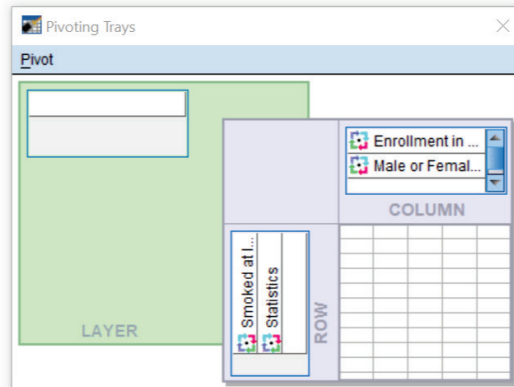 Pivoting Trays
Pivot
Enrollment in ...
Male or Femal...
COLUMN
Smoked at l...
Statistics
ROW
LAYER